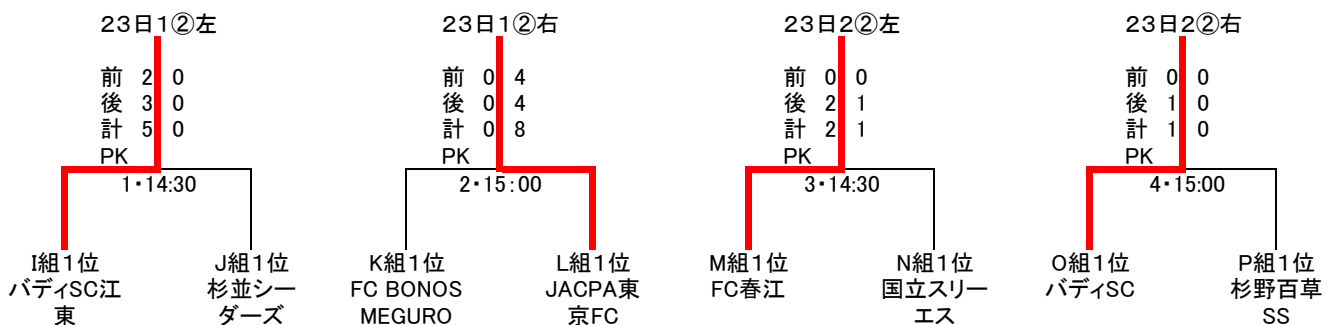 23日1②左 23日1②右 23日2②左 23日2②右
前 2 0 前 0 4 前 0 0 前 0 0
後 3 0 後 0 4 後 2 1 後 1 0
計 5 0 計 0 8 計 2 1 計 1 0
PK PK PK PK
1・14:30 2・15:00 3・14:30 4・15:00
I組1位 J組1位 K組1位 L組1位 M組1位 N組1位 O組1位 P組1位
バディSC江 杉並シー FC BONOS JACPA東 FC春江 国立スリー バディSC 杉野百草
東 ダーズ MEGURO 京FC エス SS